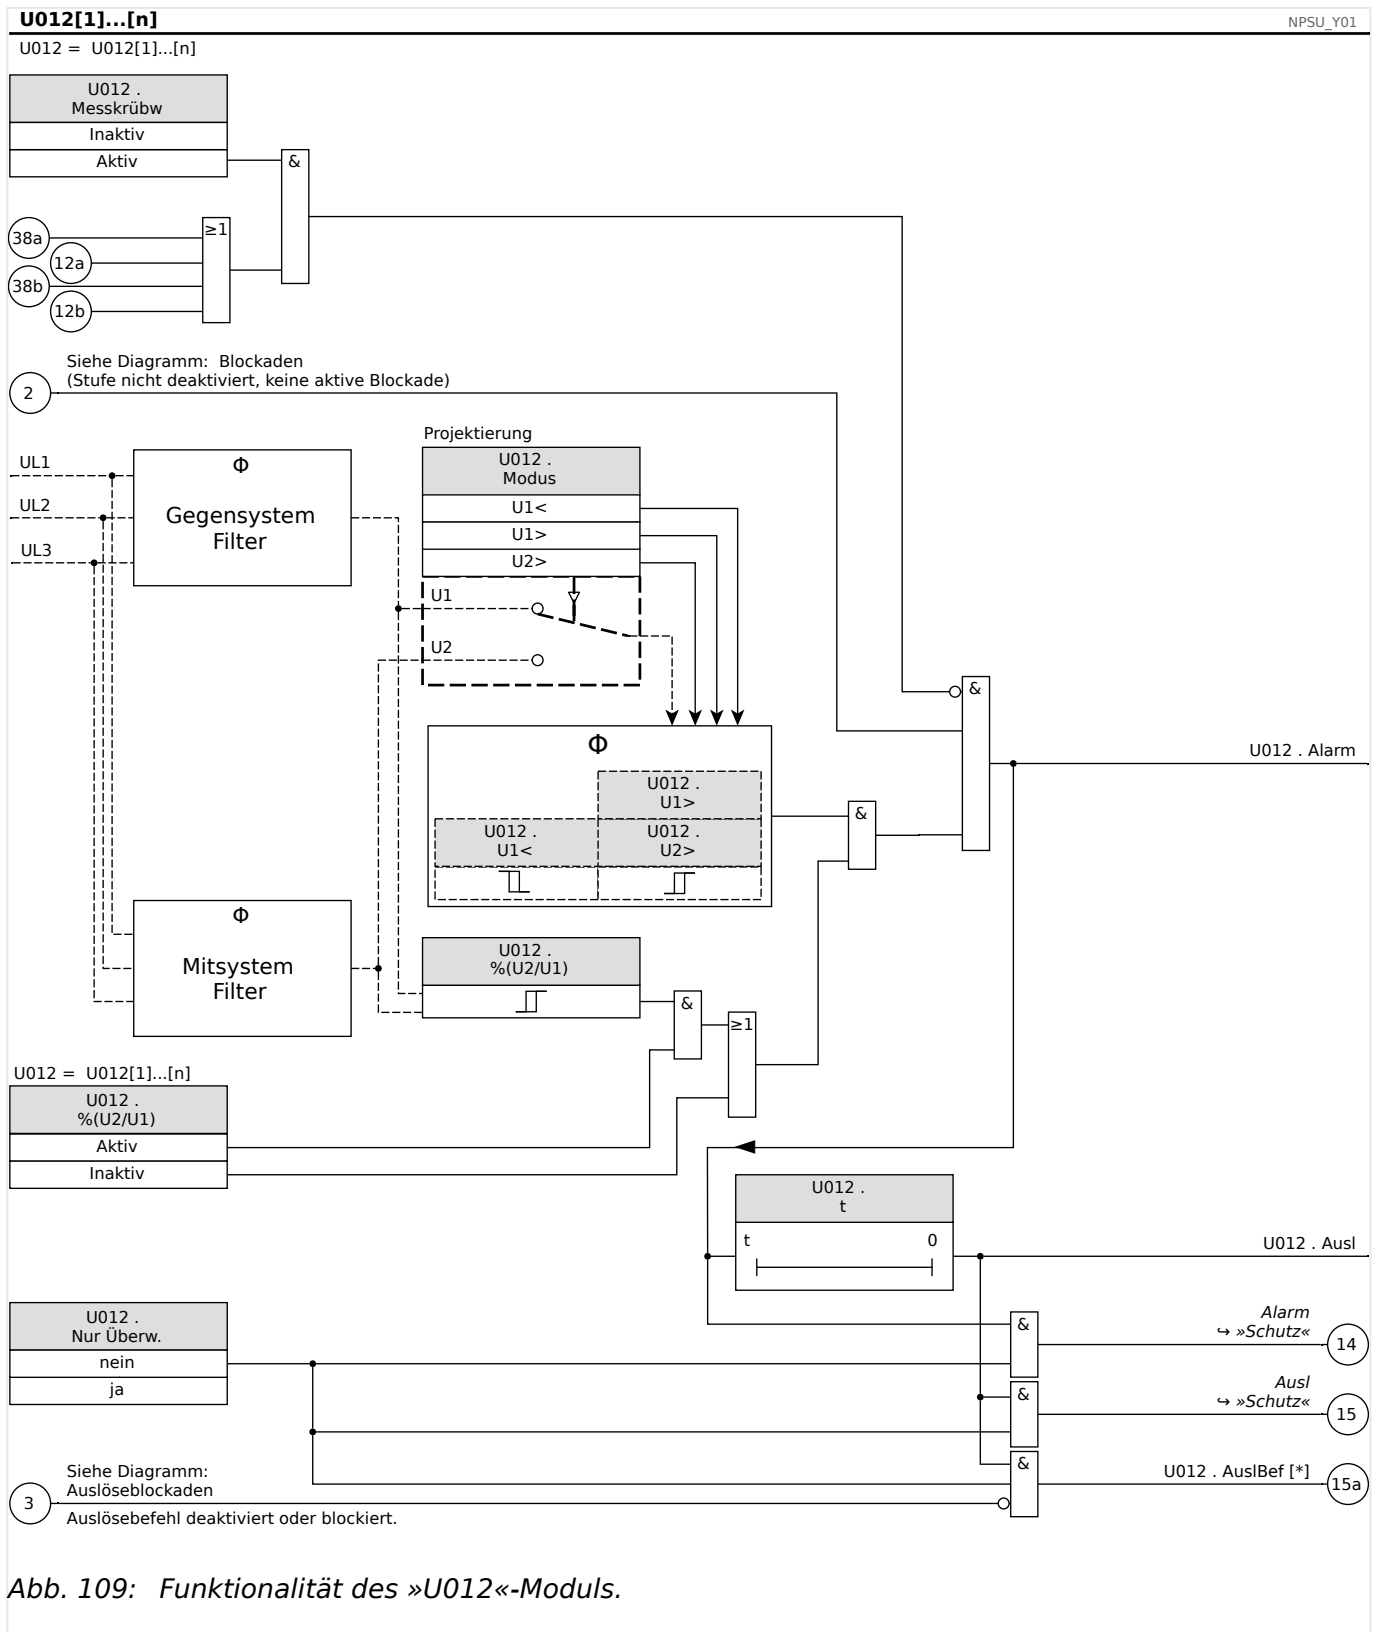 U012[1]...[n]
NPSU_Y01
U012 = U012[1]...[n]
U012 .
Messkrübw
Inaktiv
Aktiv
&
38a
12a
38b
12b
≥1
Siehe Diagramm: Blockaden
(Stufe nicht deaktiviert, keine aktive Blockade)
2
Projektierung
UL1
UL2
UL3
Φ
Gegensystem
Filter
U012 .
Modus
U1<
U1>
U2>
U1
U2
&
U012 . Alarm
Φ
U012 .
U1>
U012 .
U1<
U012 .
U2>
&
Φ
Mitsystem
Filter
U012 .
%(U2/U1)
&
≥1
U012 = U012[1]...[n]
U012 .
%(U2/U1)
Aktiv
Inaktiv
U012 .
t
t
0
U012 . Ausl
U012 .
Nur Überw.
nein
ja
&
Alarm
↪ »Schutz«
14
&
Ausl
↪ »Schutz«
15
Siehe Diagramm:
Auslöseblockaden
3
Auslösebefehl deaktiviert oder blockiert.
&
U012 . AuslBef [*]
15a
Abb. 109: Funktionalität des »U012«-Moduls.